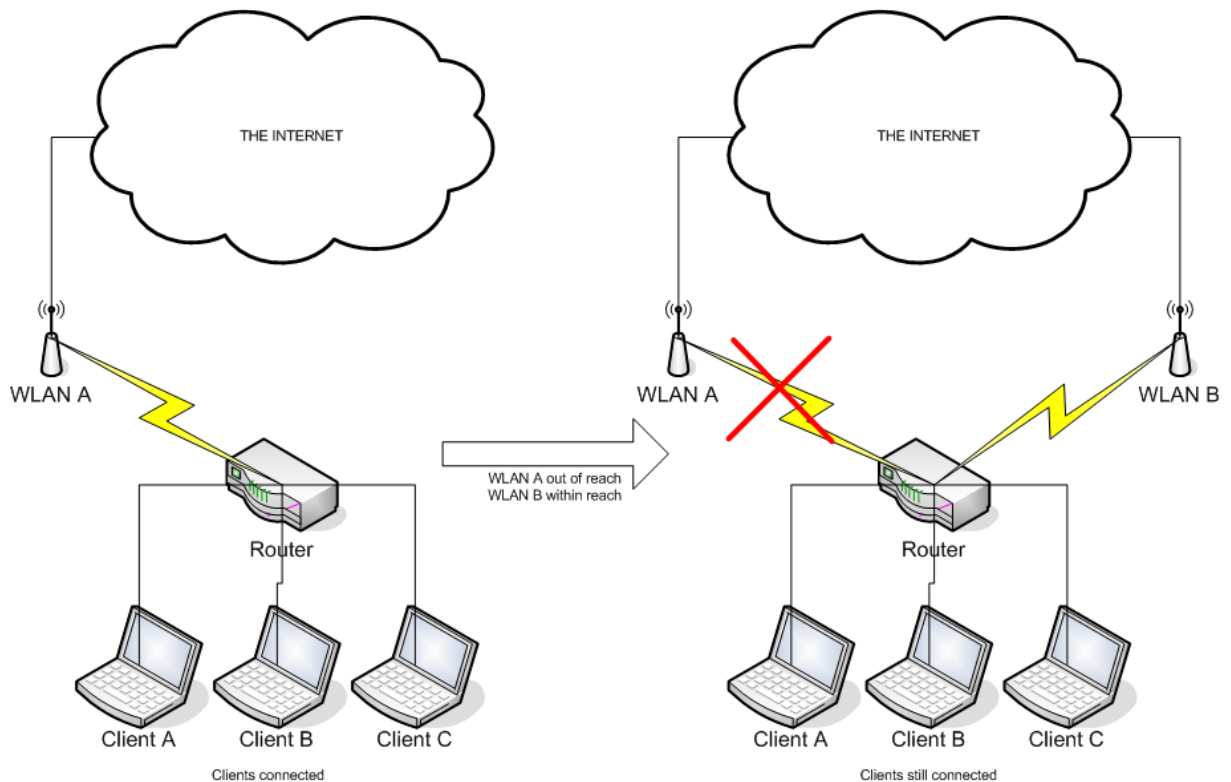 THE INTERNET
THE INTERNET
WLAN A
WLAN A
WLAN B
WLAN A out of reach
WLAN B within reach
Router
Router
Client A
Client B
Client C
Client A
Client B
Client C
Clients connected
Clients still connected